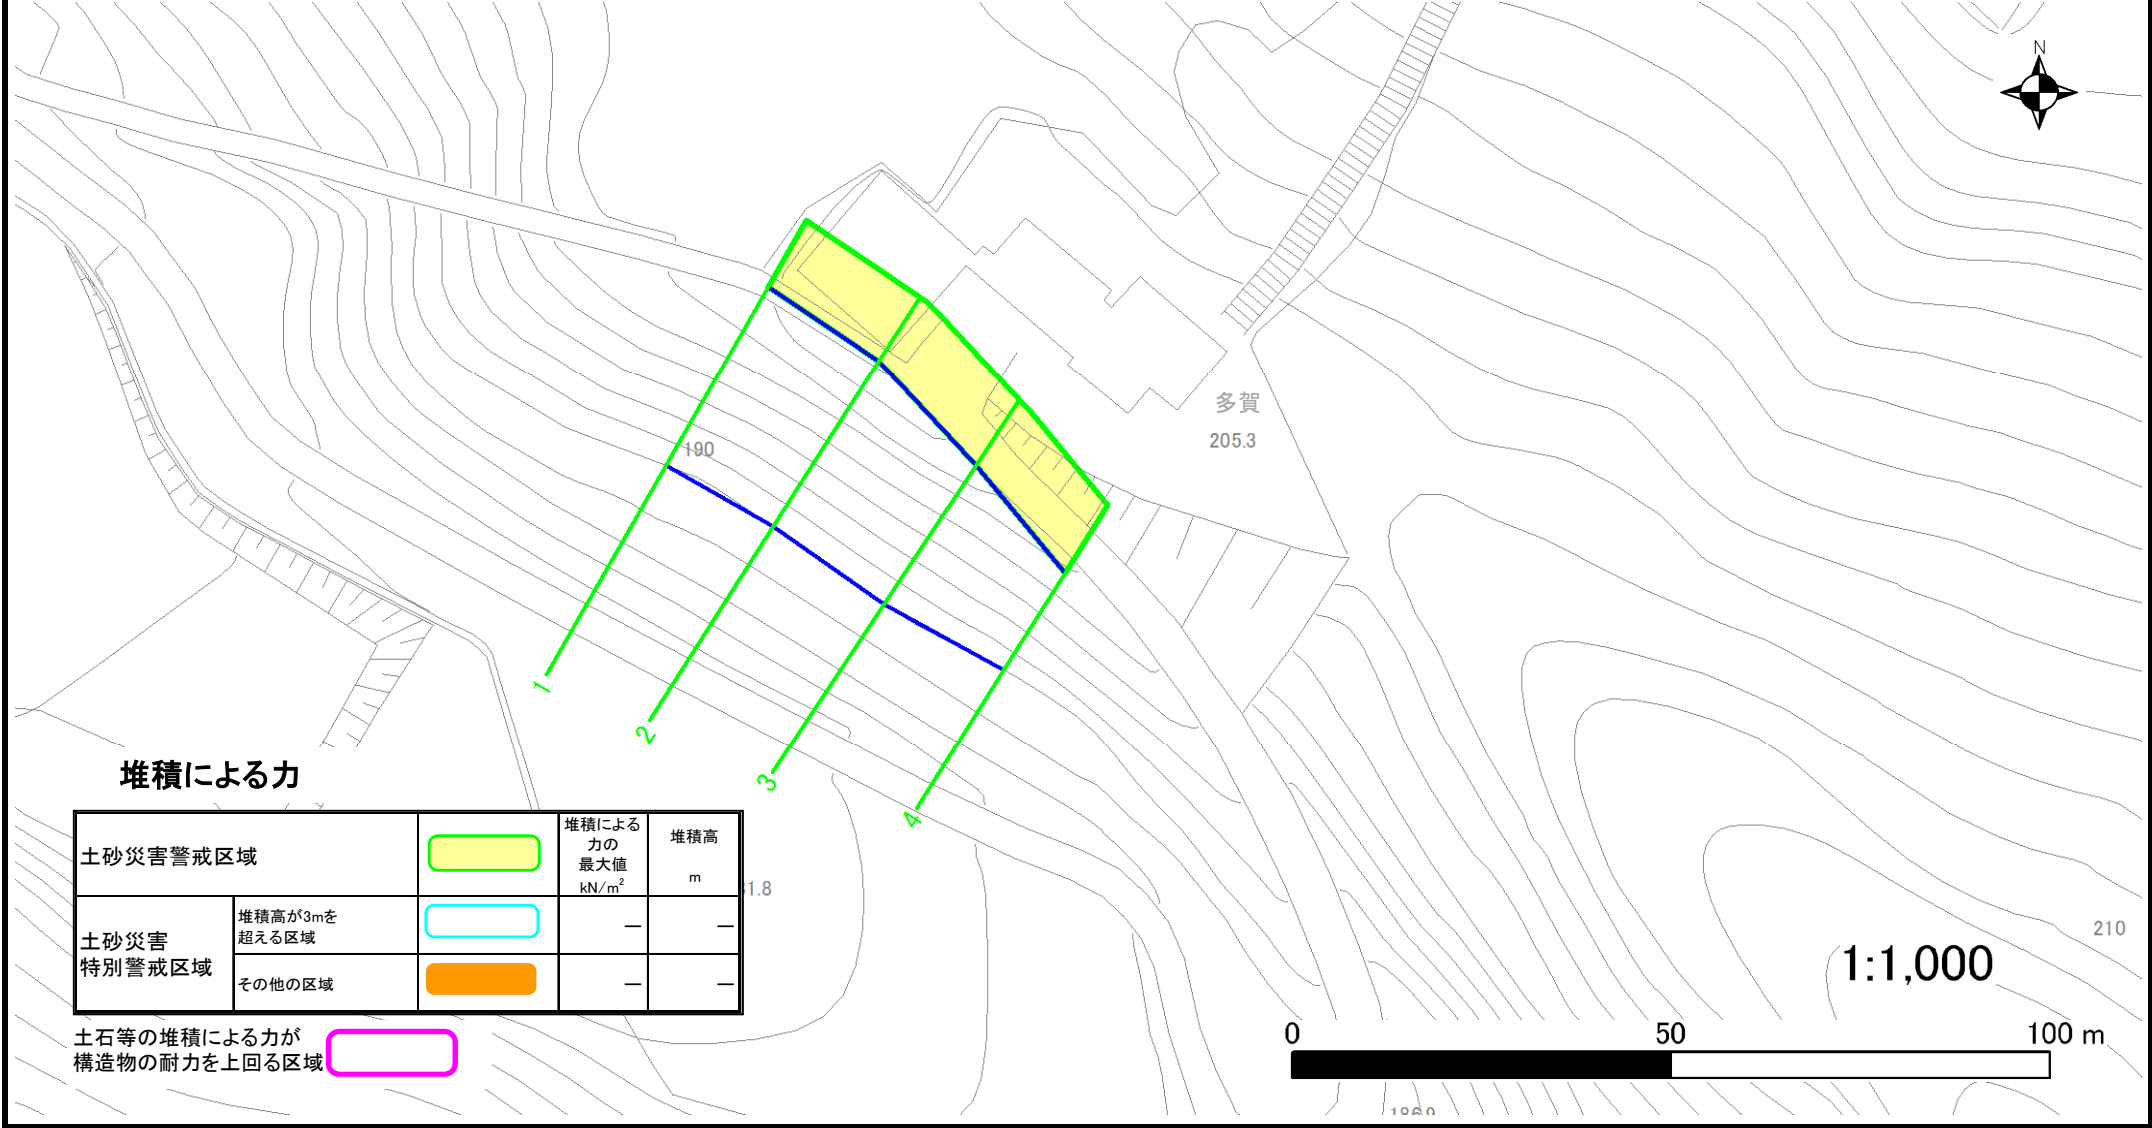 N
多賀
205.3
190
1
2
3
4
堆積による力
土砂災害警戒区域
堆積による
力の
最大値
kN/m²
堆積高
m
土砂災害
特別警戒区域
堆積高が3mを
超える区域
－
－
その他の区域
－
－
土石等の堆積による力が
構造物の耐力を上回る区域
1.8
210
1:1,000
0
50
100 m